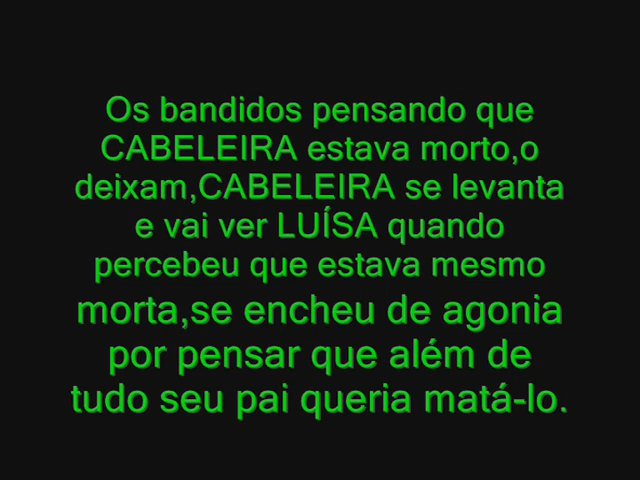 Os bandidos pensando que
CABELEIRA estava morto,o
deixam,CABELEIRA se levanta
e vai ver LUÍSA quando
percebeu que estava mesmo
morta,se encheu de agonia
por pensar que além de
tudo seu pai queria matá-lo.